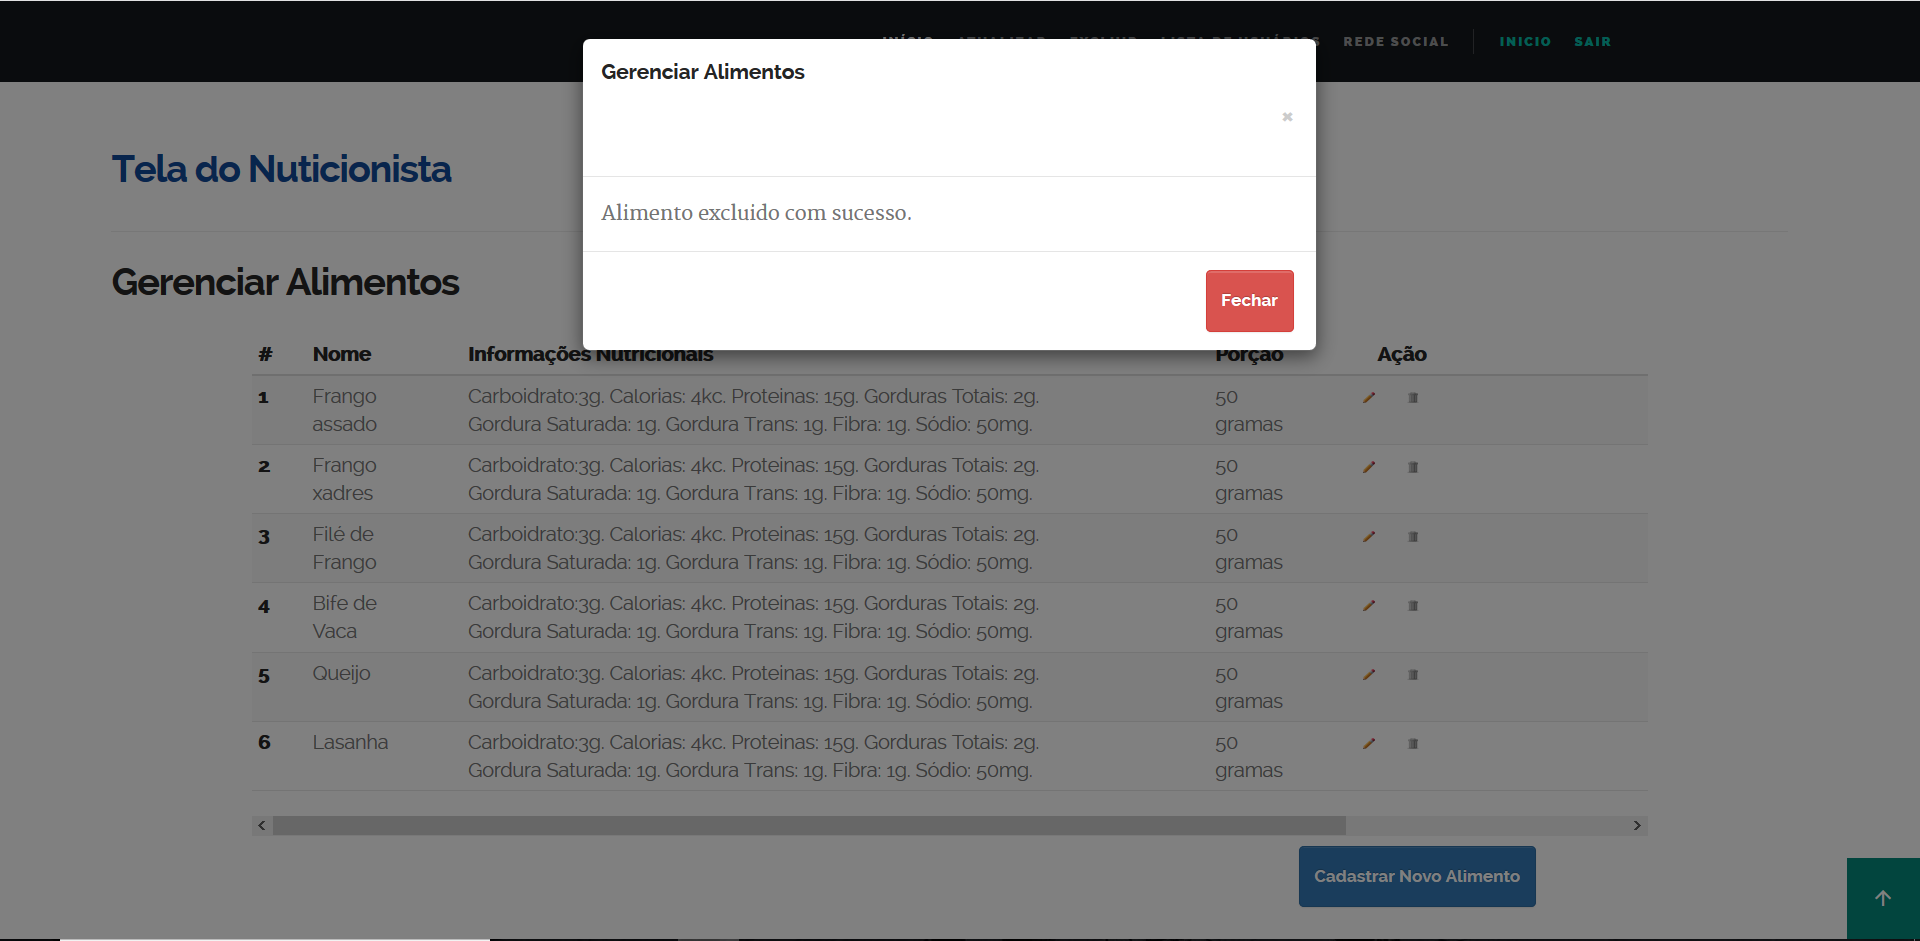 REDE SOCIAL
INICIO
SAIR
Gerenciar Alimentos
Alimento excluido com sucesso.
Fechar
Tela do Nuticionista
Gerenciar Alimentos
# Nome Informações Nutricionais Porção Ação
1 Frango Carboidrato:3g. Calorias: 4kc. Proteinas: 15g. Gorduras Totais: 2g. 50
assado Gordura Saturada: 1g. Gordura Trans: 1g. Fibra: 1g. Sódio: 50mg. gramas
2 Frango Carboidrato:3g. Calorias: 4kc. Proteinas: 15g. Gorduras Totais: 2g. 50
xadres Gordura Saturada: 1g. Gordura Trans: 1g. Fibra: 1g. Sódio: 50mg. gramas
3 Filé de Carboidrato:3g. Calorias: 4kc. Proteinas: 15g. Gorduras Totais: 2g. 50
Frango Gordura Saturada: 1g. Gordura Trans: 1g. Fibra: 1g. Sódio: 50mg. gramas
4 Bife de Carboidrato:3g. Calorias: 4kc. Proteinas: 15g. Gorduras Totais: 2g. 50
Vaca Gordura Saturada: 1g. Gordura Trans: 1g. Fibra: 1g. Sódio: 50mg. gramas
5 Queijo Carboidrato:3g. Calorias: 4kc. Proteinas: 15g. Gorduras Totais: 2g. 50
Gordura Saturada: 1g. Gordura Trans: 1g. Fibra: 1g. Sódio: 50mg. gramas
6 Lasanha Carboidrato:3g. Calorias: 4kc. Proteinas: 15g. Gorduras Totais: 2g. 50
Gordura Saturada: 1g. Gordura Trans: 1g. Fibra: 1g. Sódio: 50mg. gramas
Cadastrar Novo Alimento